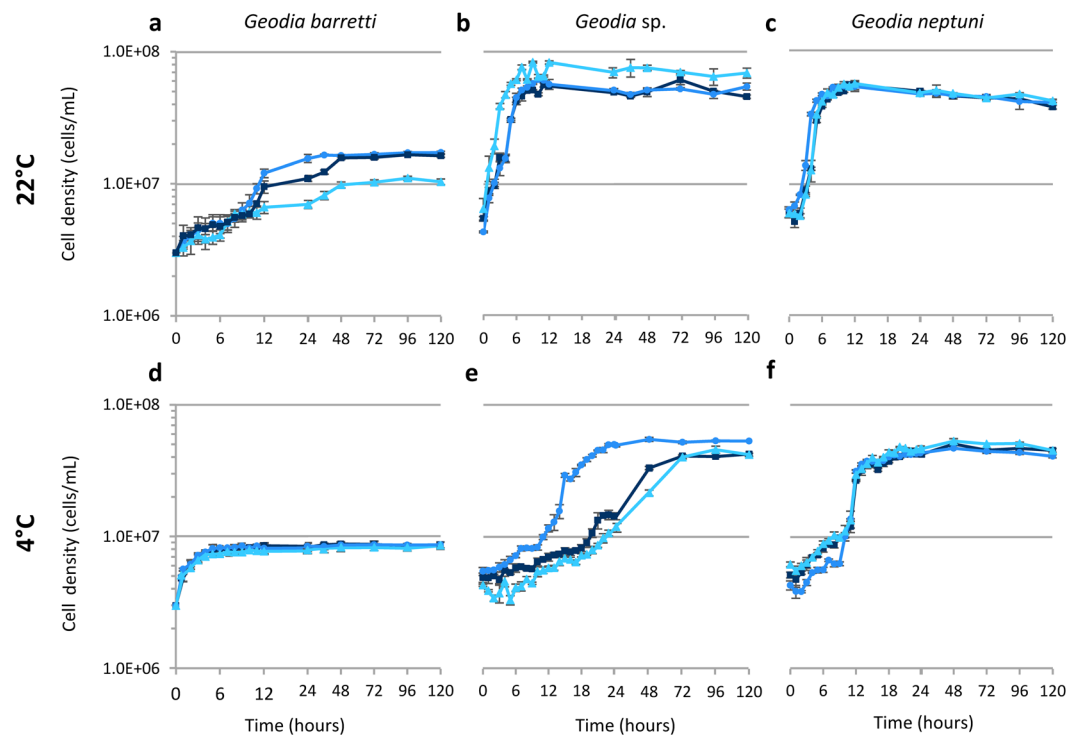 a Geodia barretti b Geodia sp. c Geodia neptuni
22°C
Cell density (cells/mL)
1.0E+08
1.0E+07
1.0E+06
0 6 12 24 48 72 96 120 0 6 12 24 48 72 96 120 0 6 12 24 48 72 96 120
d e f
4°C
Cell density (cells/mL)
1.0E+08
1.0E+07
1.0E+06
0 6 12 24 48 72 96 120 0 6 12 24 48 72 96 120 0 6 12 24 48 72 96 120
Time (hours) Time (hours) Time (hours)